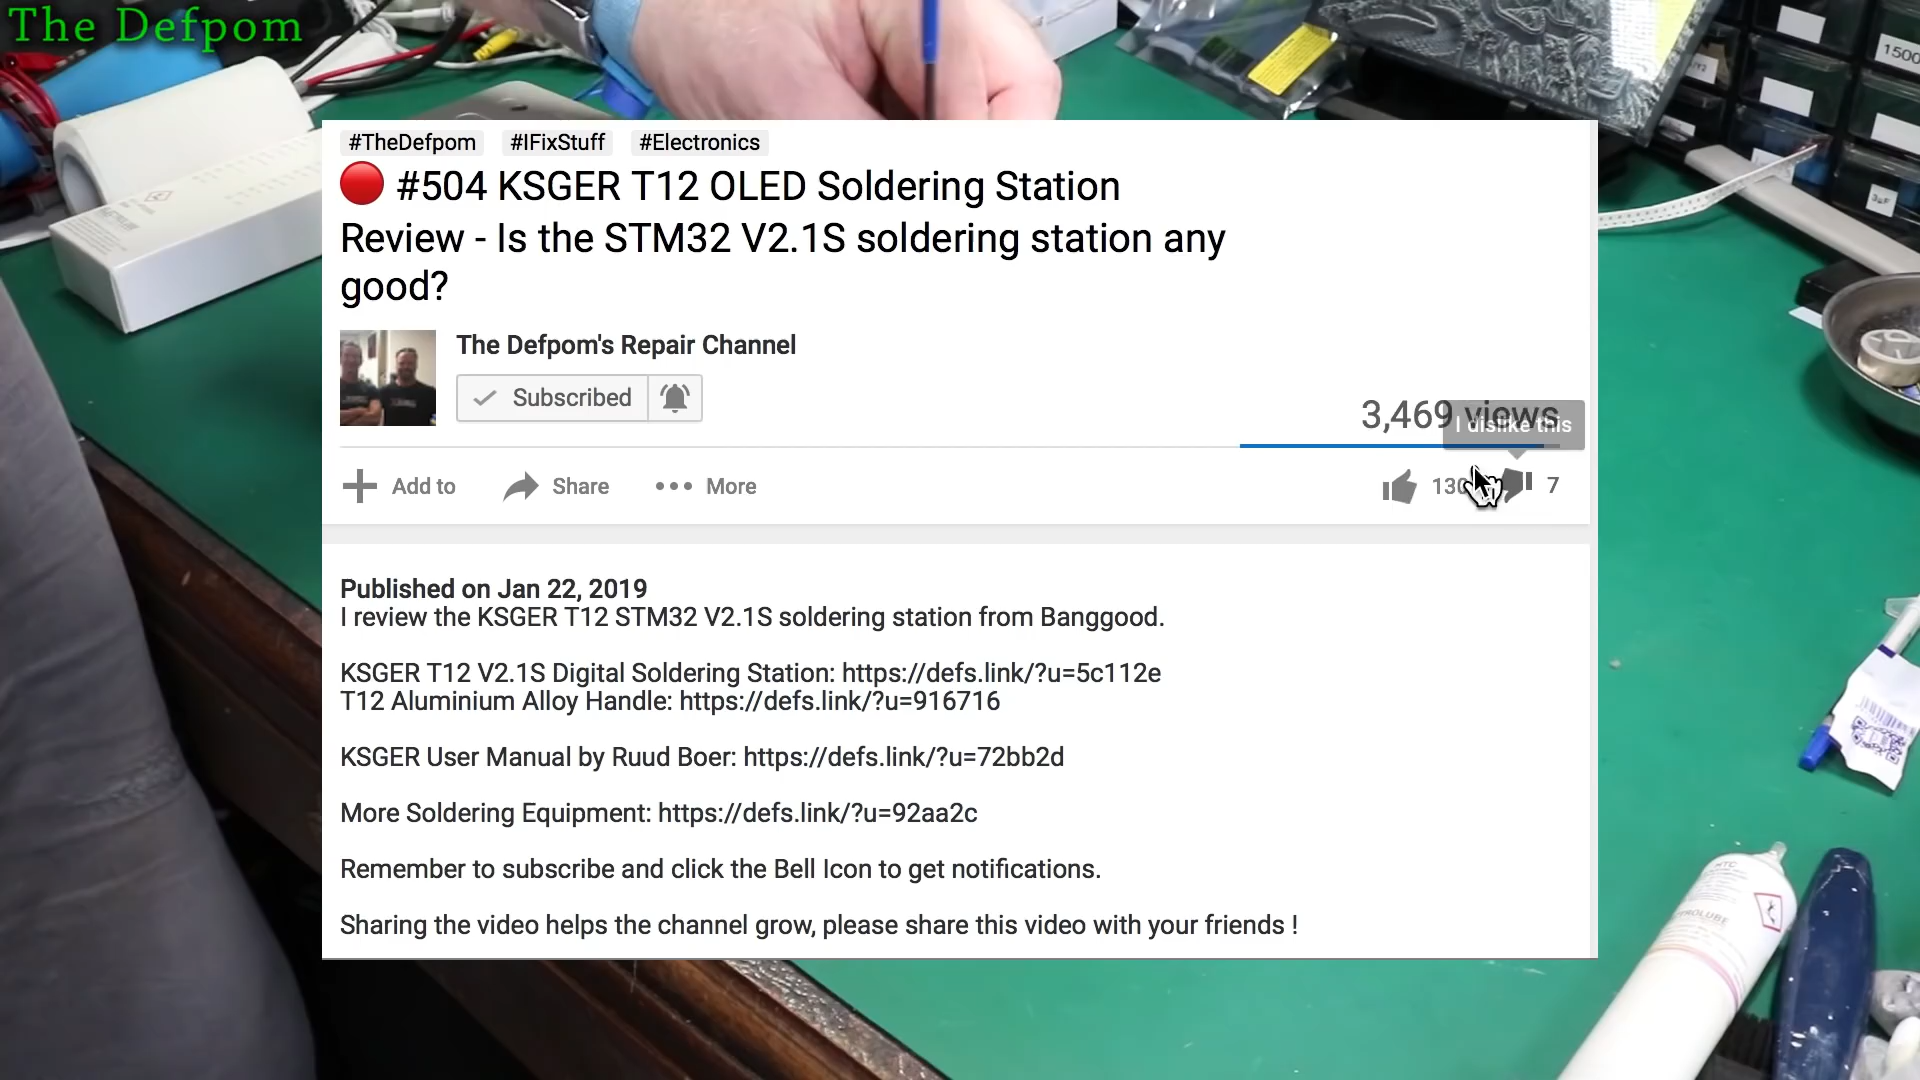 The Defpom
#TheDefpom #IFixStuff #Electronics
#504 KSGER T12 OLED Soldering Station
Review - Is the STM32 V2.1S soldering station any
good?
The Defpom's Repair Channel
Subscribed
3,469 views
I dislike this
Add to Share More
130 7
Published on Jan 22, 2019
I review the KSGER T12 STM32 V2.1S soldering station from Banggood.
KSGER T12 V2.1S Digital Soldering Station: https://defs.link/?u=5c112e
T12 Aluminium Alloy Handle: https://defs.link/?u=916716
KSGER User Manual by Ruud Boer: https://defs.link/?u=72bb2d
More Soldering Equipment: https://defs.link/?u=92aa2c
Remember to subscribe and click the Bell Icon to get notifications.
Sharing the video helps the channel grow, please share this video with your friends !